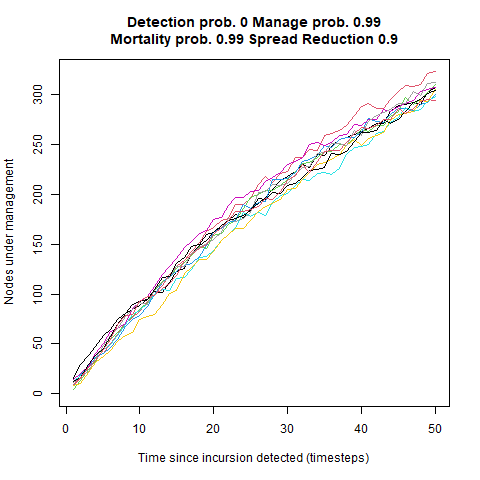 Detection prob. 0 Manage prob. 0.99
Mortality prob. 0.99 Spread Reduction 0.9
Nodes under management
300
250
200
150
100
50
0
0 10 20 30 40 50
Time since incursion detected (timesteps)